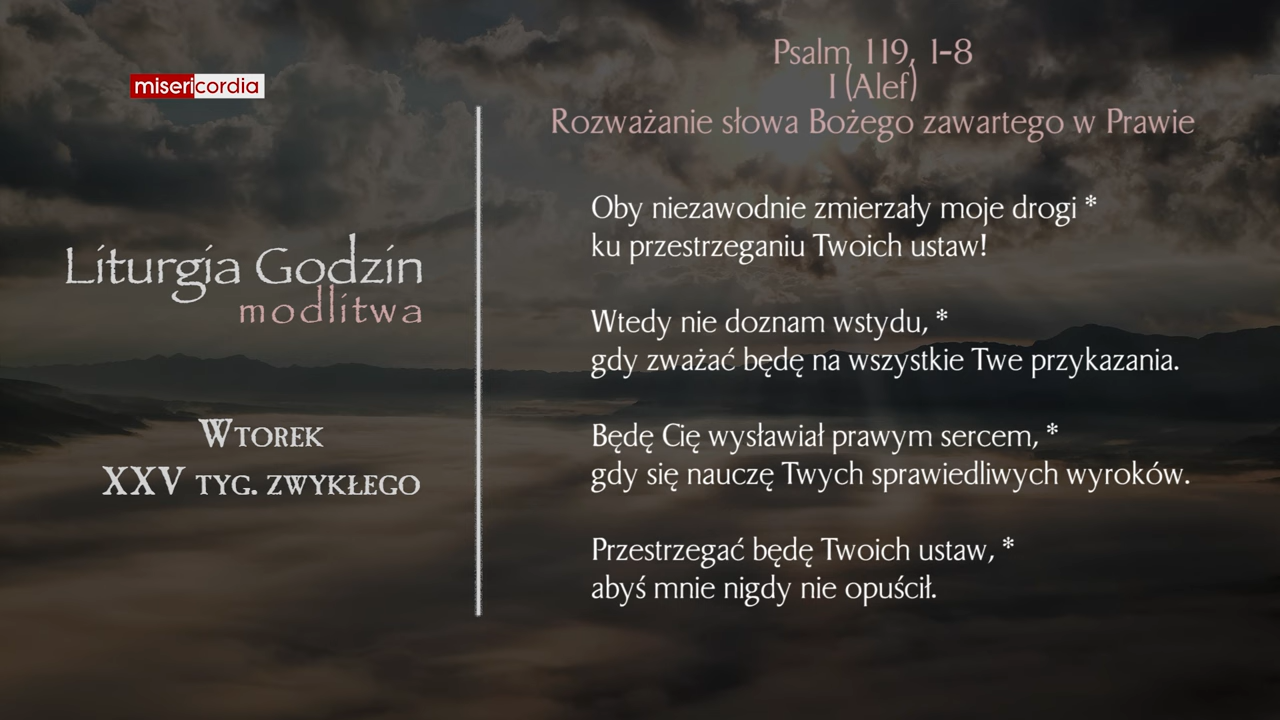 misericordia
Liturgia Godzin
modlitwa
Wtorek
XXV tyg. zwykłego
Psalm 119, 1-8
I (Alef)
Rozważanie słowa Bożego zawartego w Prawie
Oby niezawodnie zmierzały moje drogi *
ku przestrzeganiu Twoich ustaw!
Wtedy nie doznam wstydu, *
gdy zważać będę na wszystkie Twe przykazania.
Będę Cię wysławiał prawym sercem, *
gdy się nauczę Twych sprawiedliwych wyroków.
Przestrzegać będę Twoich ustaw, *
abyś mnie nigdy nie opuścił.